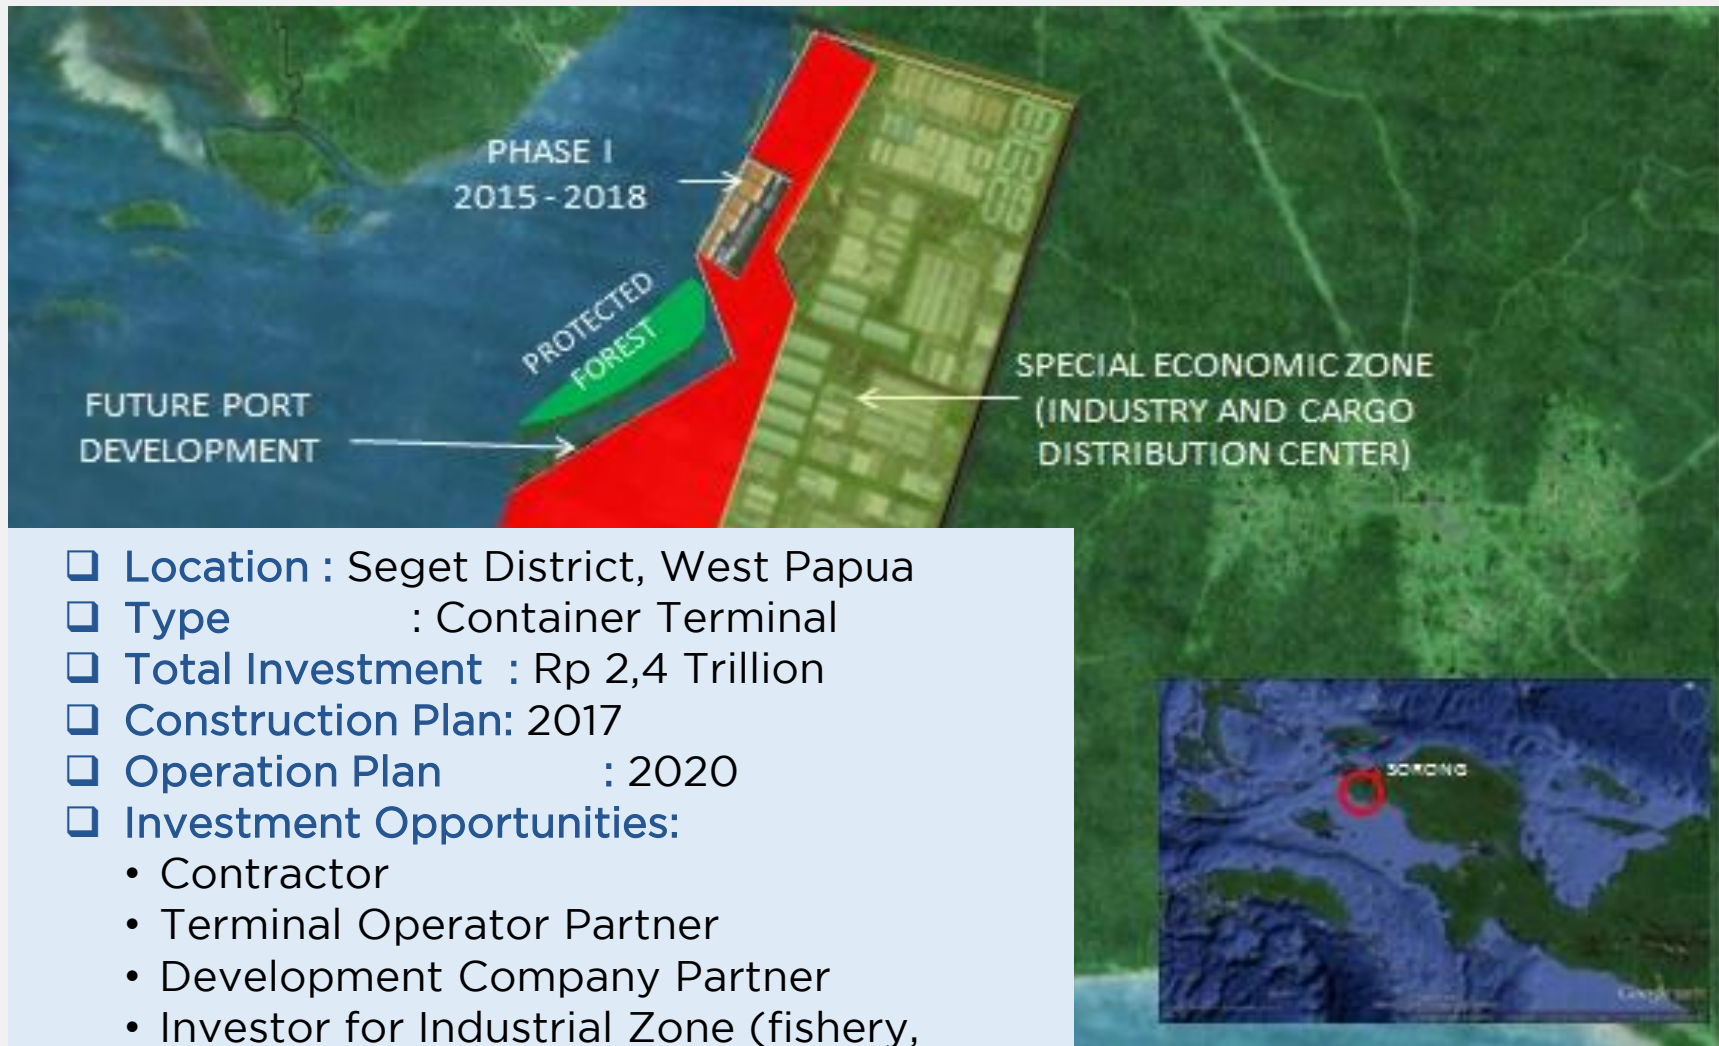 PHASE I
2015 - 2018
PROTECTED
FOREST
FUTURE PORT
DEVELOPMENT
SPECIAL ECONOMIC ZONE
(INDUSTRY AND CARGO
DISTRIBUTION CENTER)
❑ Location : Seget District, West Papua
❑ Type : Container Terminal
❑ Total Investment : Rp 2,4 Trillion
❑ Construction Plan: 2017
❑ Operation Plan : 2020
❑ Investment Opportunities:
• Contractor
• Terminal Operator Partner
• Development Company Partner
• Investor for Industrial Zone (fishery,
SORONG
Google